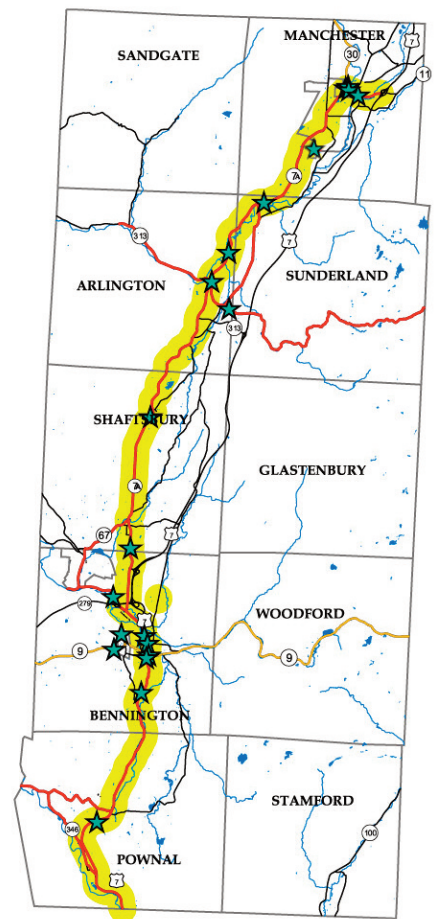 MANCHESTER
7
30
SANDGATE
11
7A
313
7
SUNDERLAND
ARLINGTON
313
SHAFTSBURY
GLASTENBURY
7A
67
7
279
WOODFORD
7
9
9
BENNINGTON
STAMFORD
346
100
POWNAL
7